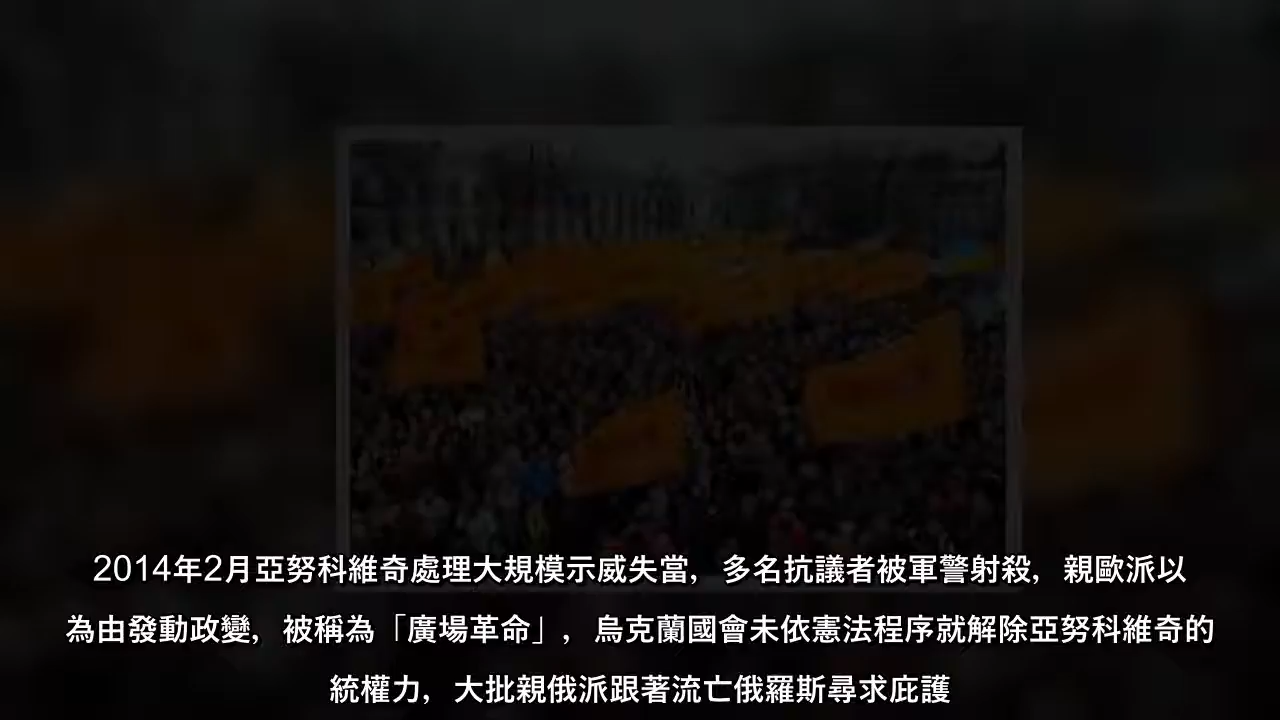 2014年2月亞努科維奇處理大規模示威失當，多名抗議者被軍警射殺，親歐派以
為由發動政變，被稱為「廣場革命」，烏克蘭國會未依憲法程序就解除亞努科維奇的
統權力，大批親俄派跟著流亡俄羅斯尋求庇護